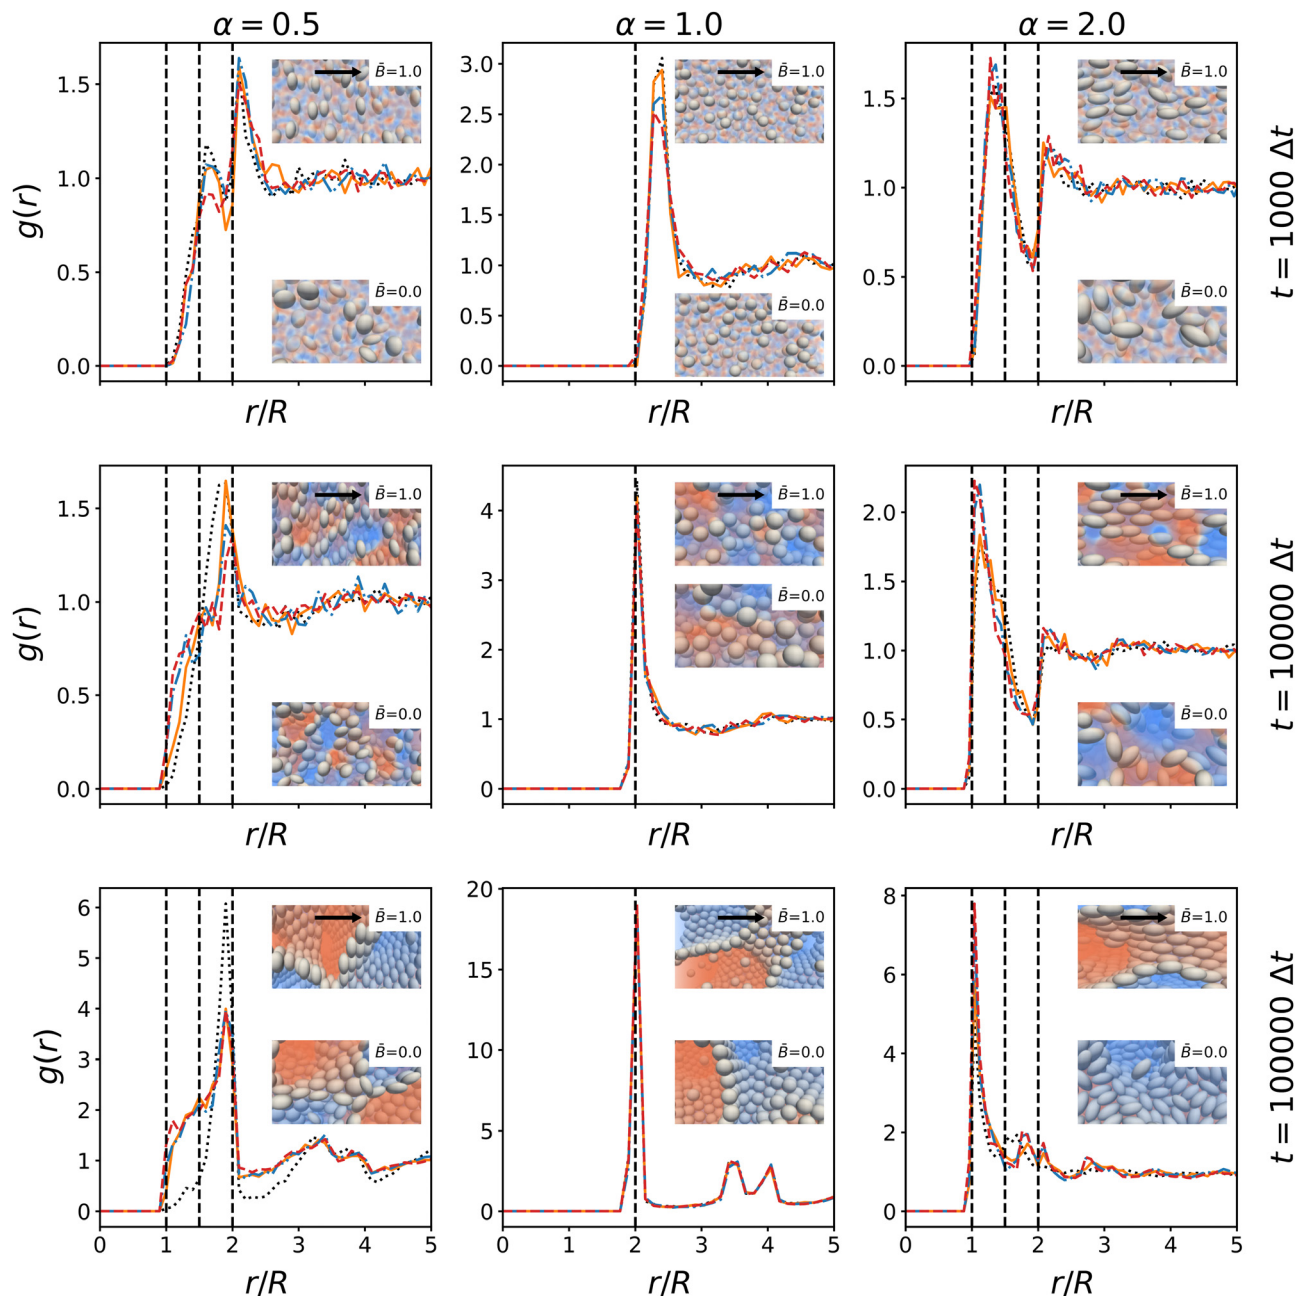 α = 0.5
α = 1.0
α = 2.0
g(r)
1.5
1.0
0.5
0.0
B̄=1.0
B̄=0.0
r/R
3.0
2.5
2.0
1.5
1.0
0.5
0.0
B̄=1.0
B̄=0.0
r/R
1.5
1.0
0.5
0.0
B̄=1.0
B̄=0.0
r/R
t = 1000 Δt
g(r)
1.5
1.0
0.5
0.0
B̄=1.0
B̄=0.0
r/R
4
3
2
1
0
B̄=1.0
B̄=0.0
r/R
2.0
1.5
1.0
0.5
0.0
B̄=1.0
B̄=0.0
r/R
t = 10000 Δt
g(r)
6
5
4
3
2
1
0
B̄=1.0
B̄=0.0
0 1 2 3 4 5
r/R
20
15
10
5
0
B̄=1.0
B̄=0.0
0 1 2 3 4 5
r/R
8
6
4
2
0
B̄=1.0
B̄=0.0
0 1 2 3 4 5
r/R
t = 100000 Δt